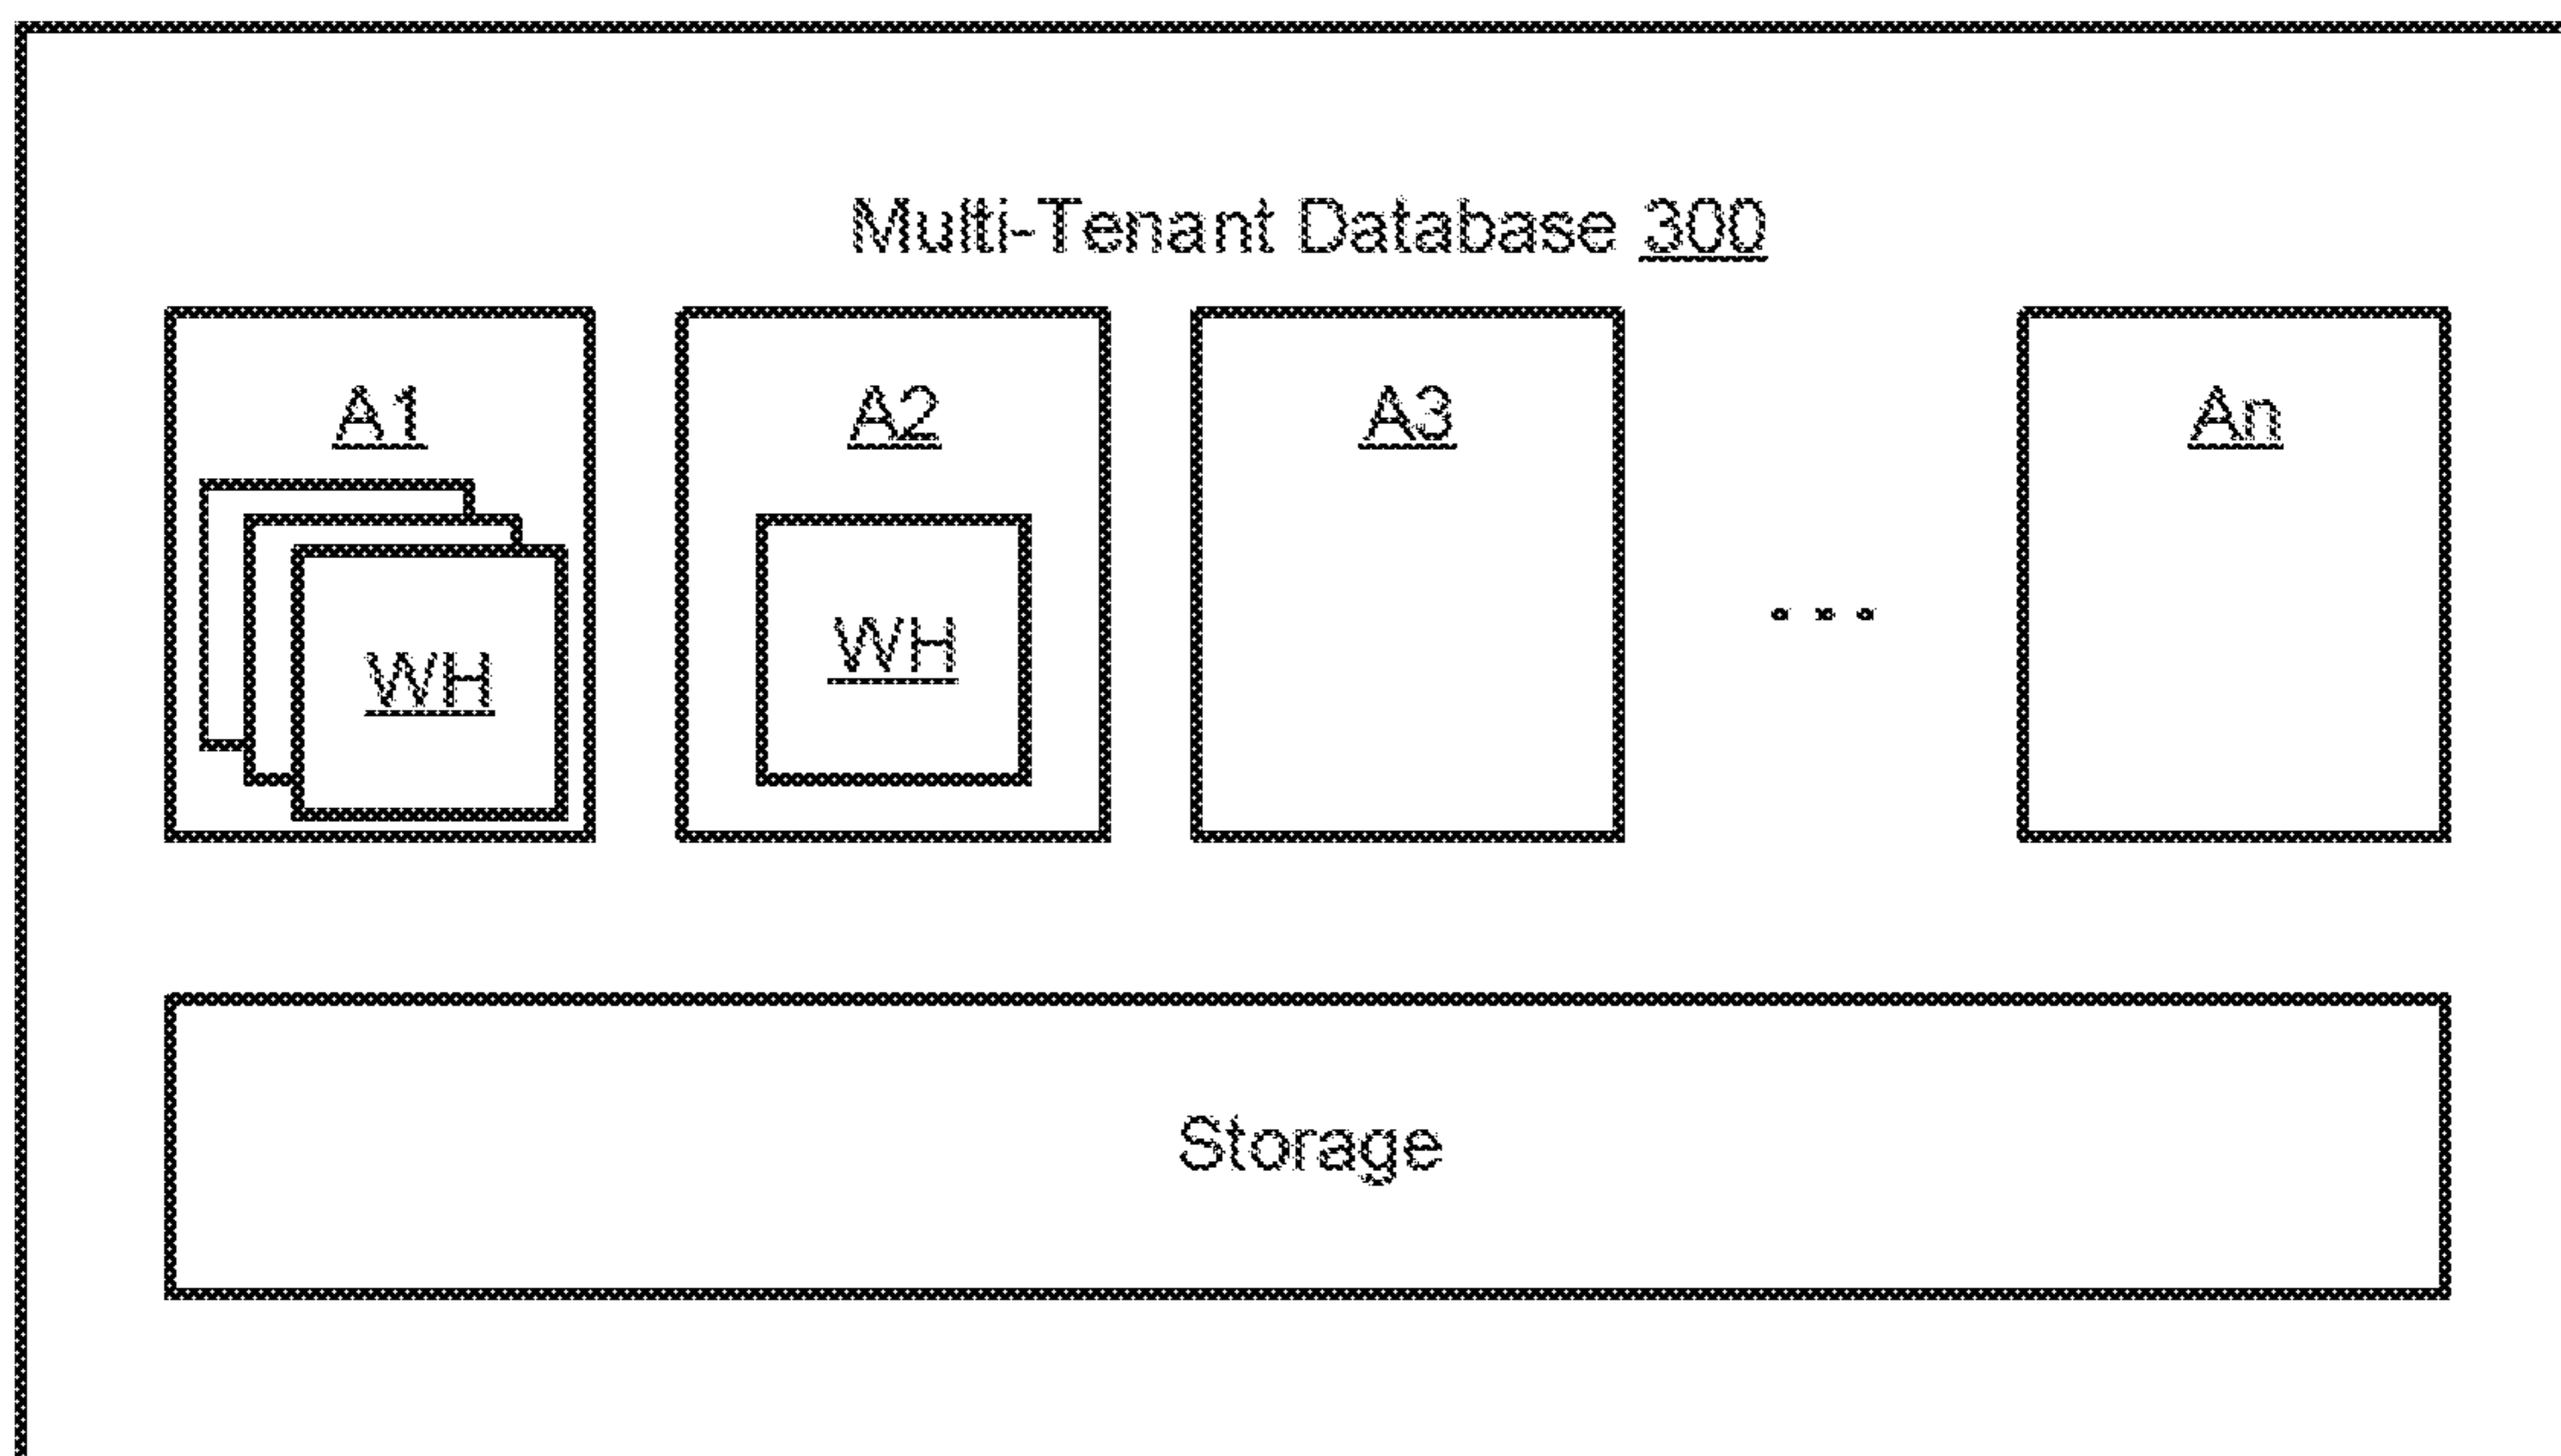 Multi-Tenant Database 300
A1 A2 A3 An
WH WH
...
Storage